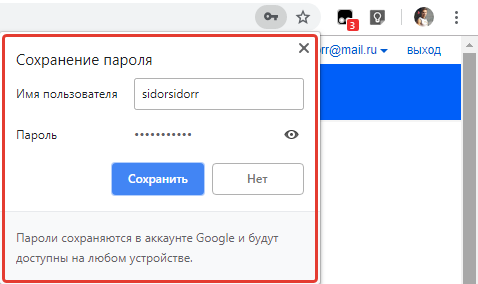 3
orr@mail.ru выход
Сохранение пароля
Имя пользователя sidorsidorr
Пароль •••••••••••
Сохранить Нет
Пароли сохраняются в аккаунте Google и будут
доступны на любом устройстве.